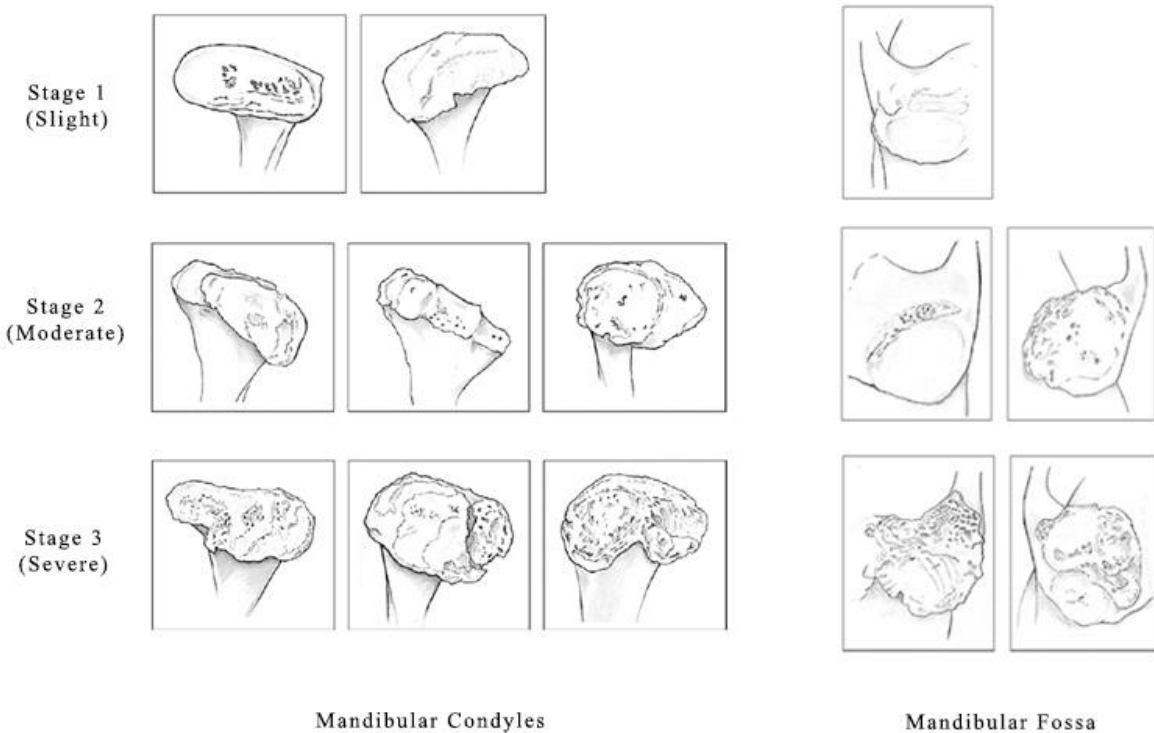 Stage 1
(Slight)
Stage 2
(Moderate)
Stage 3
(Severe)
Mandibular Condyles
Mandibular Fossa